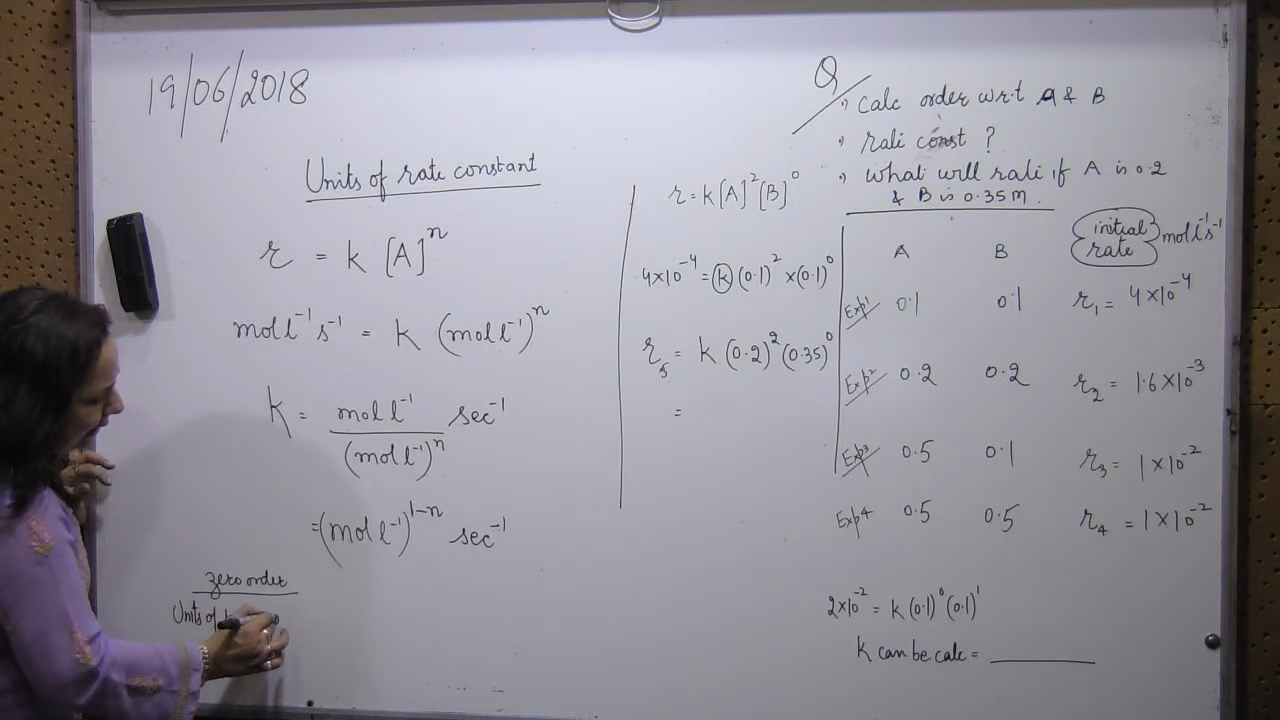 19/06/2018
Units of rate constant
r = k [A]ⁿ
mol l⁻¹ s⁻¹ = k (mol l⁻¹)ⁿ
k = mol l⁻¹ / (mol l⁻¹)ⁿ sec⁻¹
=(mol l⁻¹)¹⁻ⁿ sec⁻¹
zero order
Units of
r = k[A]²[B]⁰
4×10⁻⁴ = k (0.1)² × (0.1)⁰
r₅ = k (0.2)² (0.35)⁰
=
Q
, calc order w.r.t A & B
, rate const ?
, what will rate if A is 0.2
& B is 0.35 M.
A B initial rate mol l⁻¹ s⁻¹
Exp¹ 0.1 0.1 r₁ = 4×10⁻⁴
Exp² 0.2 0.2 r₂ = 1.6×10⁻³
Exp³ 0.5 0.1 r₃ = 1×10⁻²
Exp⁴ 0.5 0.5 r₄ = 1×10⁻²
2×10⁻² = k (0.1)⁰ (0.1)¹
k can be calc = ______